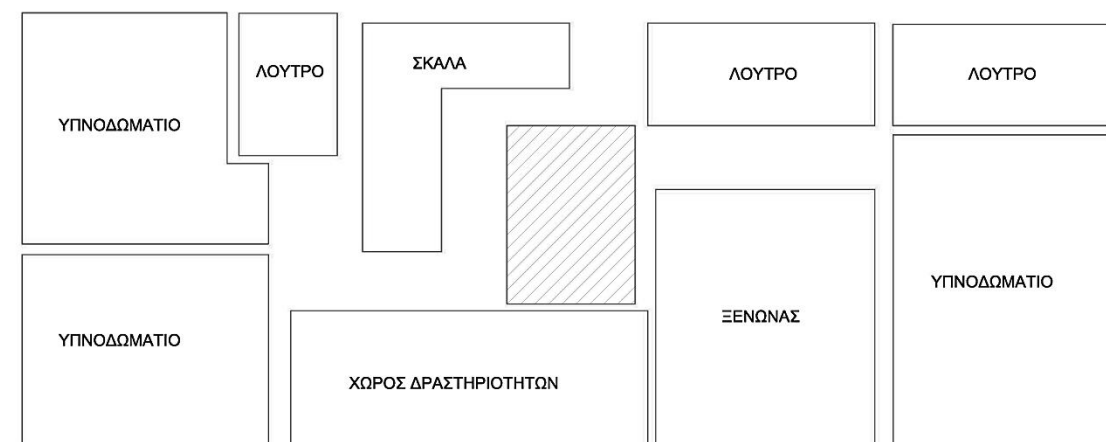 ΥΠΝΟΔΩΜΑΤΙΟ
ΛΟΥΤΡΟ
ΣΚΑΛΑ
ΛΟΥΤΡΟ
ΛΟΥΤΡΟ
ΥΠΝΟΔΩΜΑΤΙΟ
ΧΩΡΟΣ ΔΡΑΣΤΗΡΙΟΤΗΤΩΝ
ΞΕΝΩΝΑΣ
ΥΠΝΟΔΩΜΑΤΙΟ